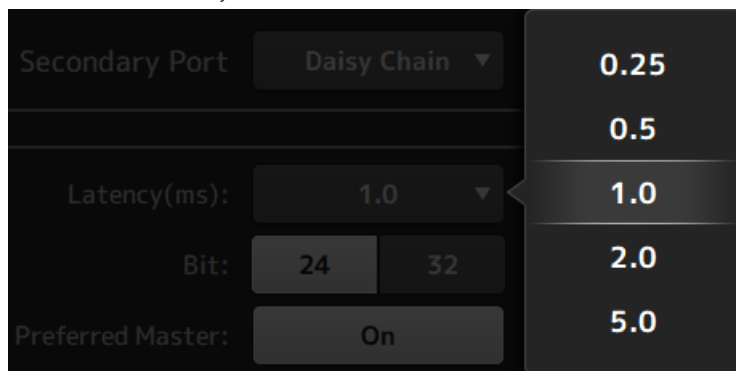 Secondary Port Daisy Chain
Latency(ms): 1.0
Bit: 24 32
Preferred Master: On
0.25
0.5
1.0
2.0
5.0